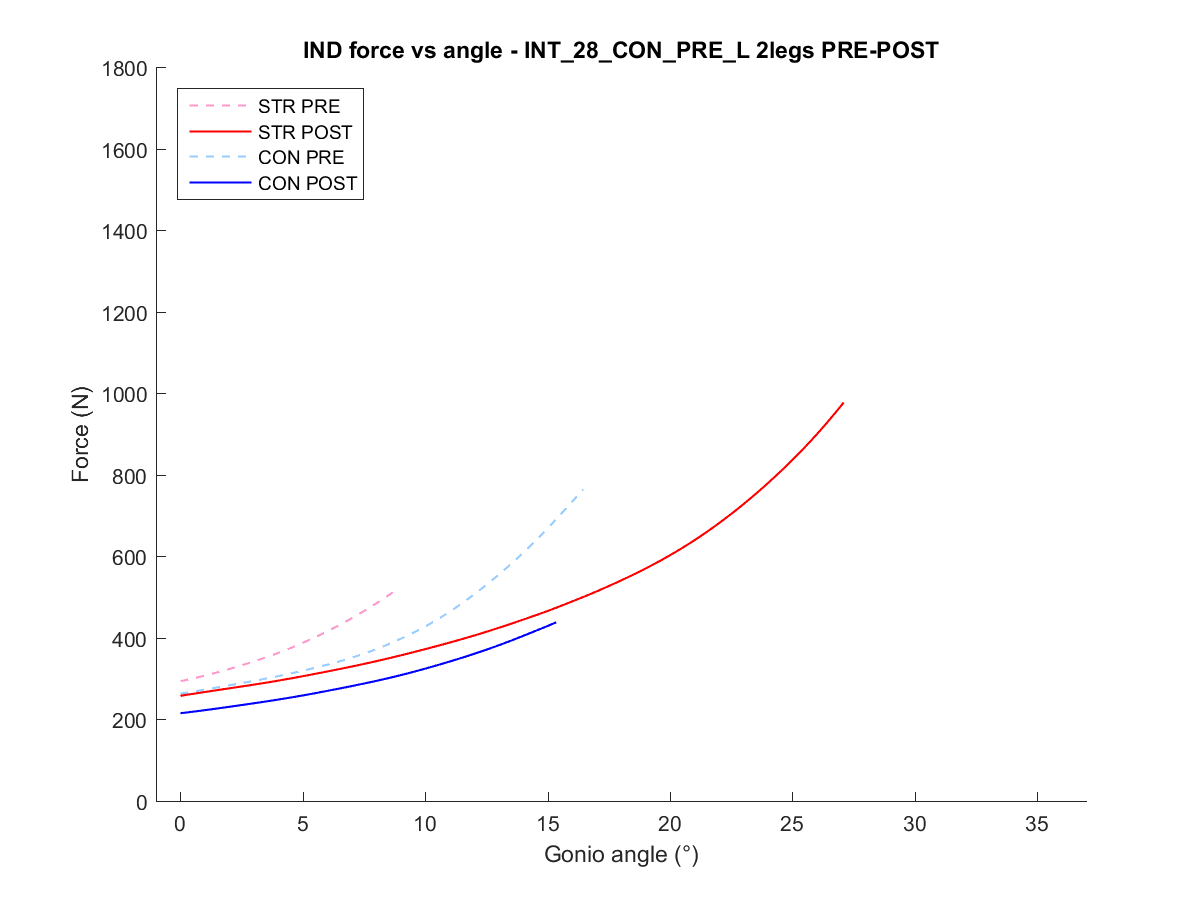 IND force vs angle - INT_28_CON_PRE_L 2legs PRE-POST
1800
1600
1400
1200
1000
800
600
400
200
0
Force (N)
STR PRE
STR POST
CON PRE
CON POST
0 5 10 15 20 25 30 35
Gonio angle (°)